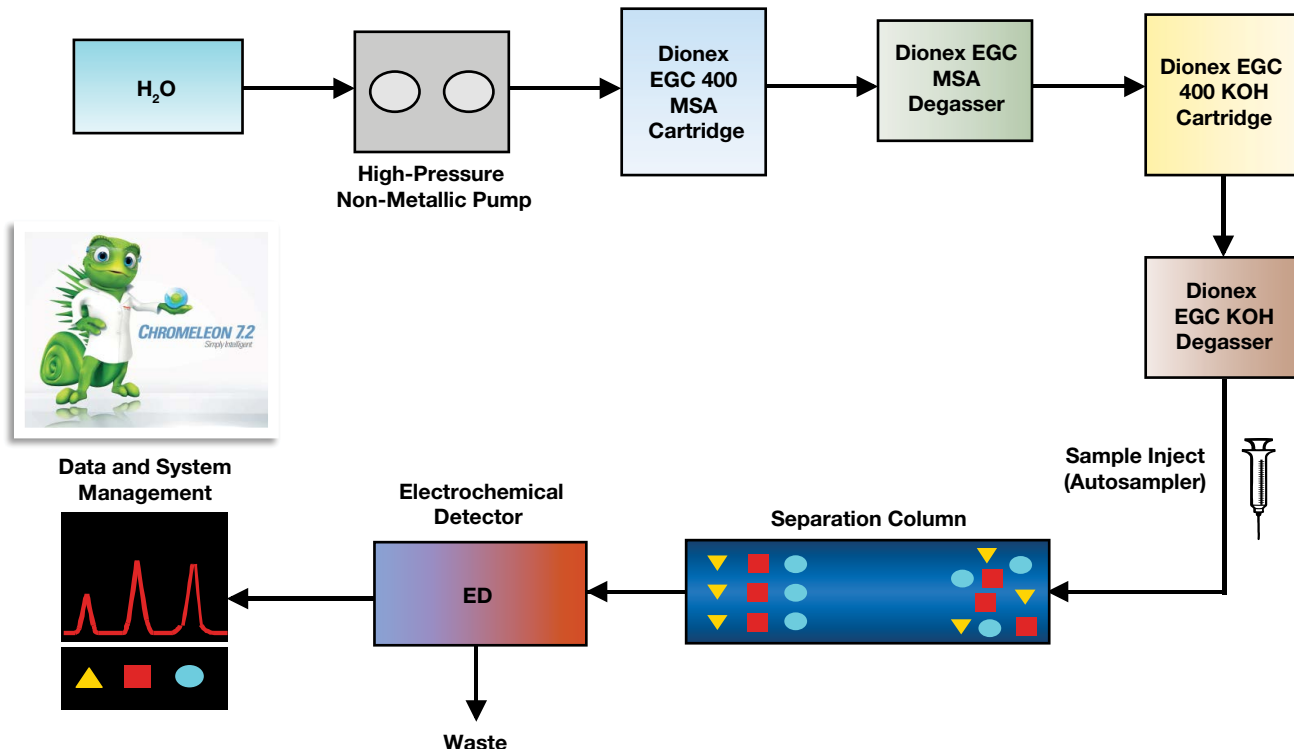 H₂O
High-Pressure
Non-Metallic Pump
Dionex
EGC 400
MSA
Cartridge
Dionex EGC
MSA
Degasser
Dionex EGC
400 KOH
Cartridge
Dionex
EGC KOH
Degasser
CHROMELEON 7.2
Simply Intelligent
Sample Inject
(Autosampler)
Data and System
Management
Electrochemical
Detector
Separation Column
ED
Waste